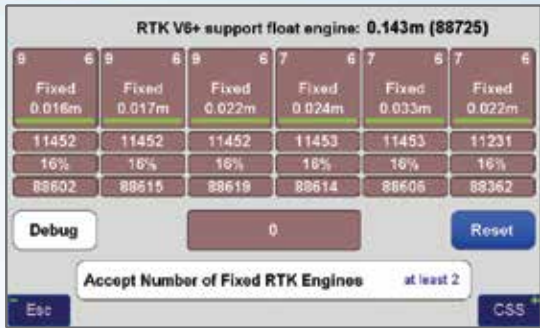 RTK V6+ support float engine: 0.143m (88725)
9 6 9 6 9 6 7 6 7 6 7 6
Fixed Fixed Fixed Fixed Fixed Fixed
0.016m 0.017m 0.022m 0.024m 0.033m 0.022m
11452 11452 11452 11453 11453 11231
16% 16% 16% 16% 16% 16%
88602 88615 88619 88614 88606 88362
Debug 0 Reset
Accept Number of Fixed RTK Engines at least 2
Esc CSS